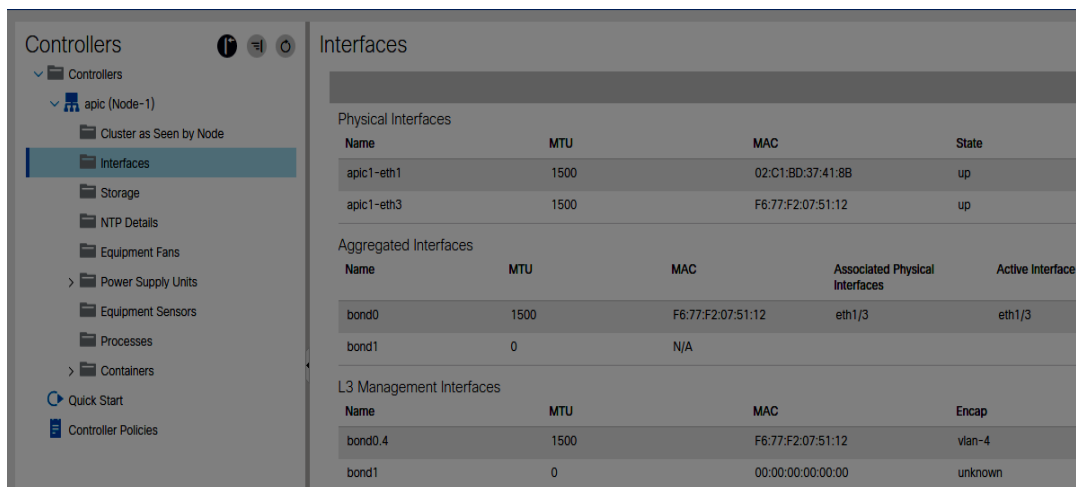 Controllers
Controllers
apic (Node-1)
Cluster as Seen by Node
Interfaces
Storage
NTP Details
Equipment Fans
Power Supply Units
Equipment Sensors
Processes
Containers
Quick Start
Controller Policies
Interfaces
Physical Interfaces
Name MTU MAC State
apic1-eth1 1500 02:C1:BD:37:41:8B up
apic1-eth3 1500 F6:77:F2:07:51:12 up
Aggregated Interfaces
Name MTU MAC Associated Physical Interfaces Active Interface
bond0 1500 F6:77:F2:07:51:12 eth1/3 eth1/3
bond1 0 N/A
L3 Management Interfaces
Name MTU MAC Encap
bond0.4 1500 F6:77:F2:07:51:12 vlan-4
bond1 0 00:00:00:00:00:00 unknown